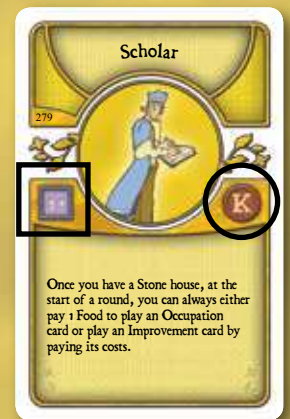 Scholar
279
K
Once you have a Stone house, at the
start of a round, you can always either
pay 1 Food to play an Occupation
card or play an Improvement card by
paying its costs.